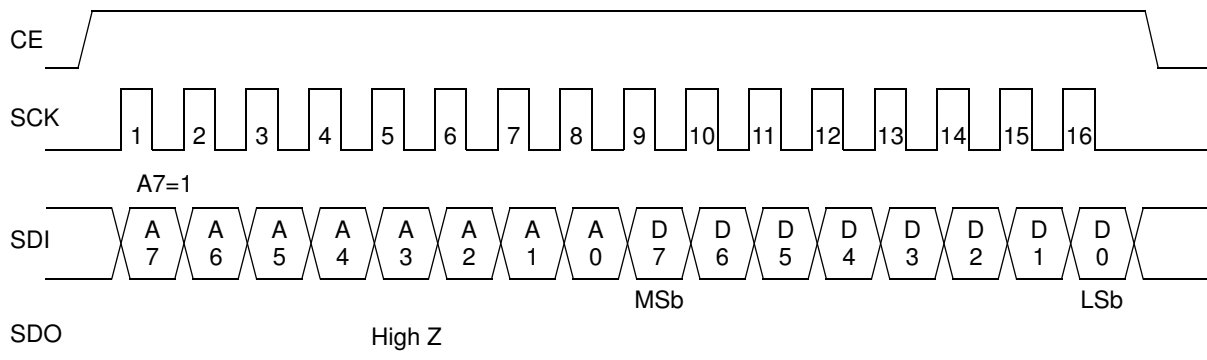 CE
SCK
1 2 3 4 5 6 7 8 9 10 11 12 13 14 15 16
A7=1
SDI
A A A A A A A A D D D D D D D D
7 6 5 4 3 2 1 0 7 6 5 4 3 2 1 0
MSb LSb
SDO High Z